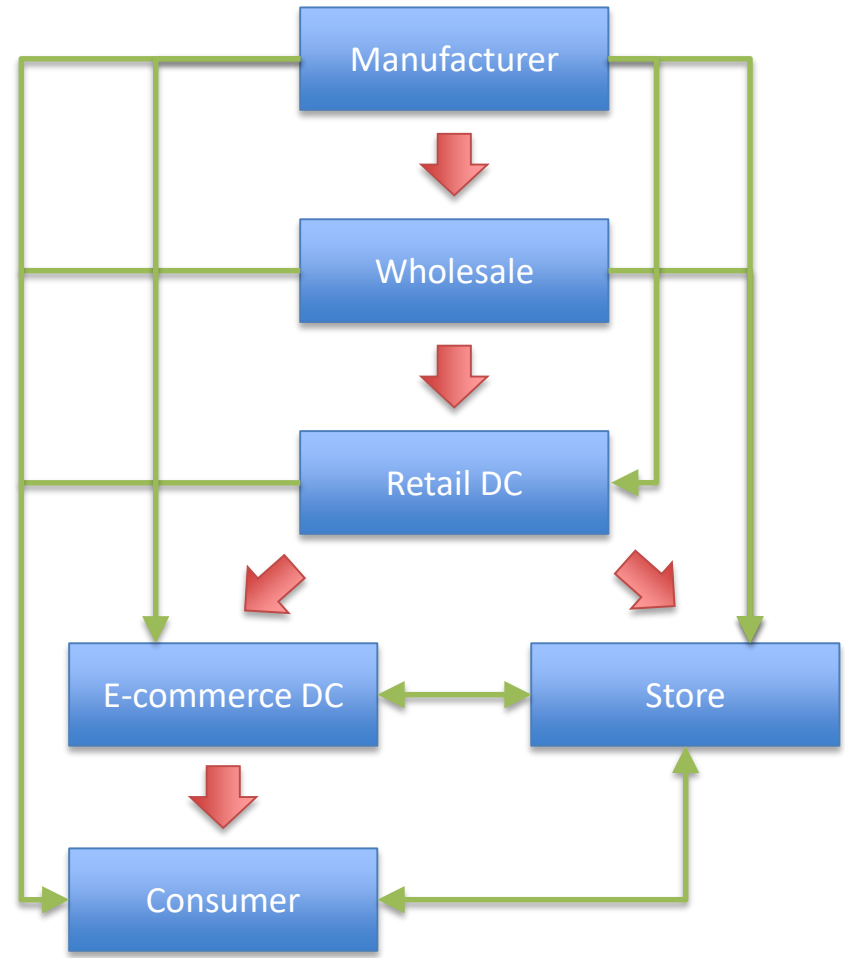 Manufacturer
Wholesale
Retail DC
E-commerce DC
Store
Consumer